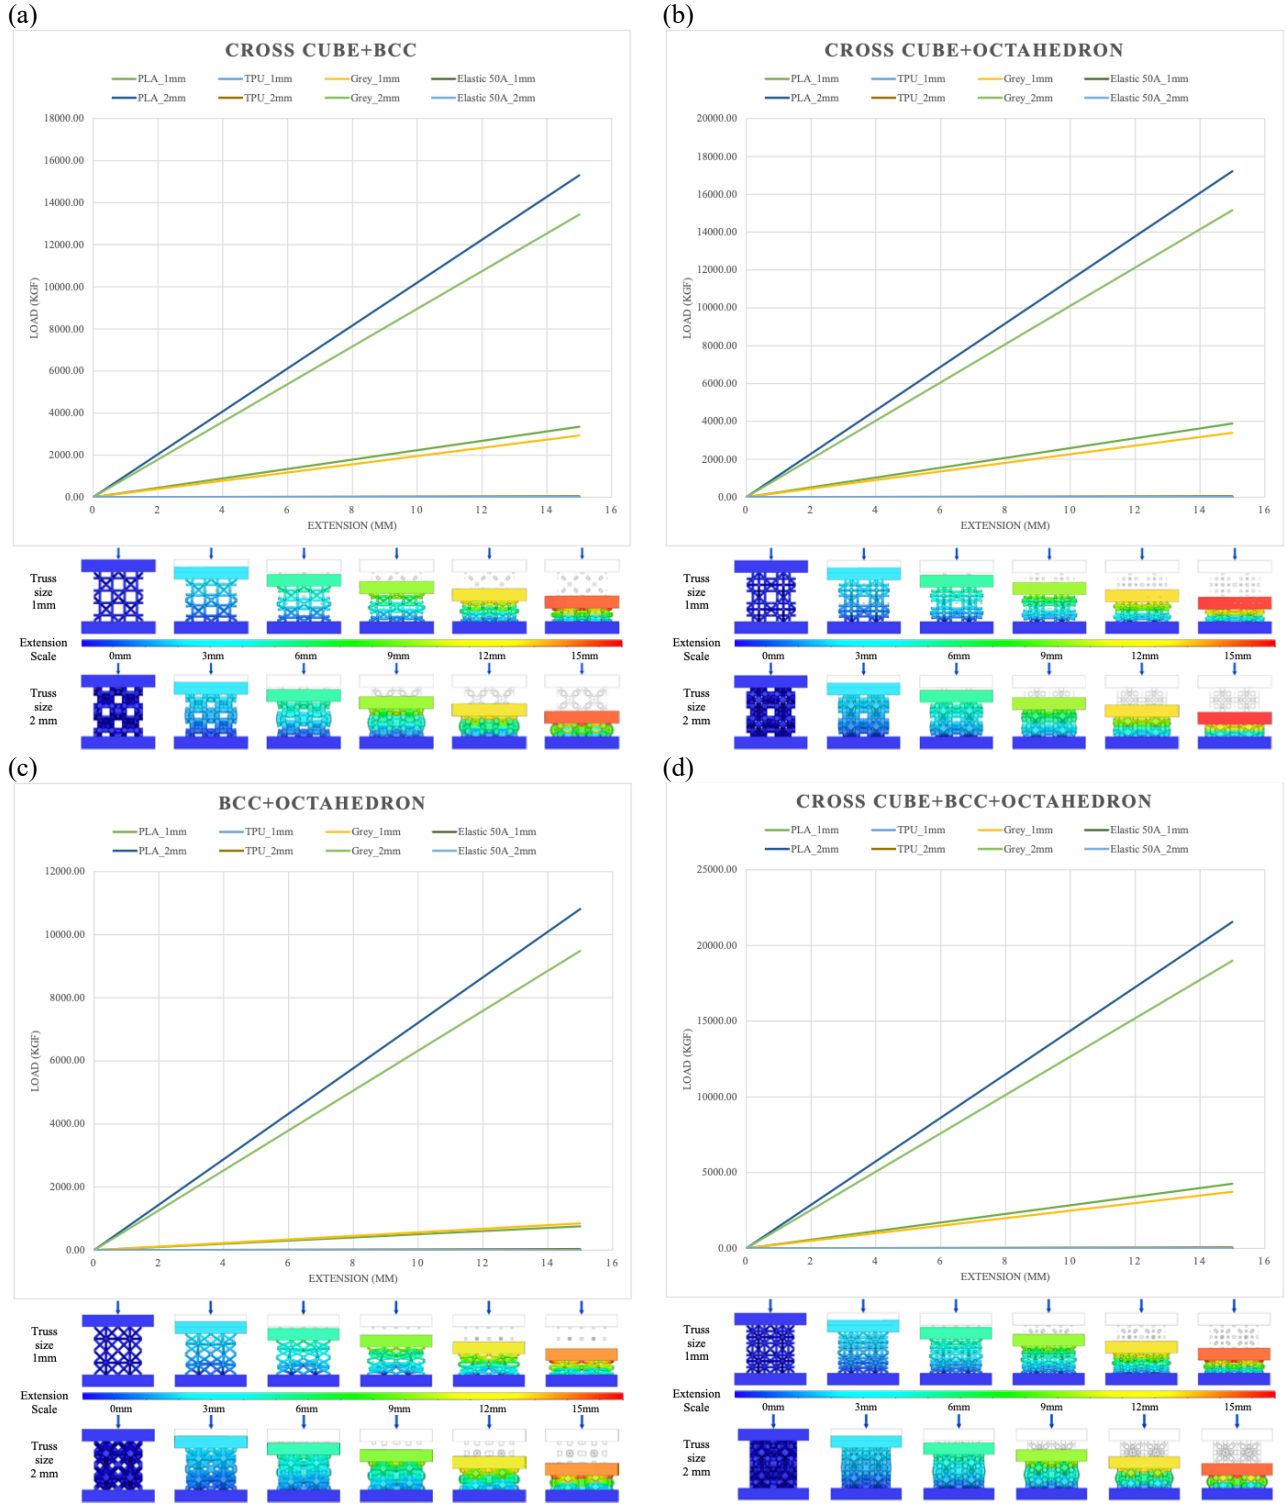 (a)
CROSS CUBE+BCC
PLA_1mm TPU_1mm Grey_1mm Elastic 50A_1mm
PLA_2mm TPU_2mm Grey_2mm Elastic 50A_2mm
18000.00
16000.00
14000.00
12000.00
10000.00
8000.00
6000.00
4000.00
2000.00
0.00
LOAD (KGF)
0 2 4 6 8 10 12 14 16
EXTENSION (MM)
Truss
size
1mm
Extension
Scale
0mm 3mm 6mm 9mm 12mm 15mm
Truss
size
2 mm
(b)
CROSS CUBE+OCTAHEDRON
PLA_1mm TPU_1mm Grey_1mm Elastic 50A_1mm
PLA_2mm TPU_2mm Grey_2mm Elastic 50A_2mm
20000.00
18000.00
16000.00
14000.00
12000.00
10000.00
8000.00
6000.00
4000.00
2000.00
0.00
LOAD (KGF)
0 2 4 6 8 10 12 14 16
EXTENSION (MM)
Truss
size
1mm
Extension
Scale
0mm 3mm 6mm 9mm 12mm 15mm
Truss
size
2 mm
(c)
BCC+OCTAHEDRON
PLA_1mm TPU_1mm Grey_1mm Elastic 50A_1mm
PLA_2mm TPU_2mm Grey_2mm Elastic 50A_2mm
12000.00
10000.00
8000.00
6000.00
4000.00
2000.00
0.00
LOAD (KGF)
0 2 4 6 8 10 12 14 16
EXTENSION (MM)
Truss
size
1mm
Extension
Scale
0mm 3mm 6mm 9mm 12mm 15mm
Truss
size
2 mm
(d)
CROSS CUBE+BCC+OCTAHEDRON
PLA_1mm TPU_1mm Grey_1mm Elastic 50A_1mm
PLA_2mm TPU_2mm Grey_2mm Elastic 50A_2mm
25000.00
20000.00
15000.00
10000.00
5000.00
0.00
LOAD (KGF)
0 2 4 6 8 10 12 14 16
EXTENSION (MM)
Truss
size
1mm
Extension
Scale
0mm 3mm 6mm 9mm 12mm 15mm
Truss
size
2 mm